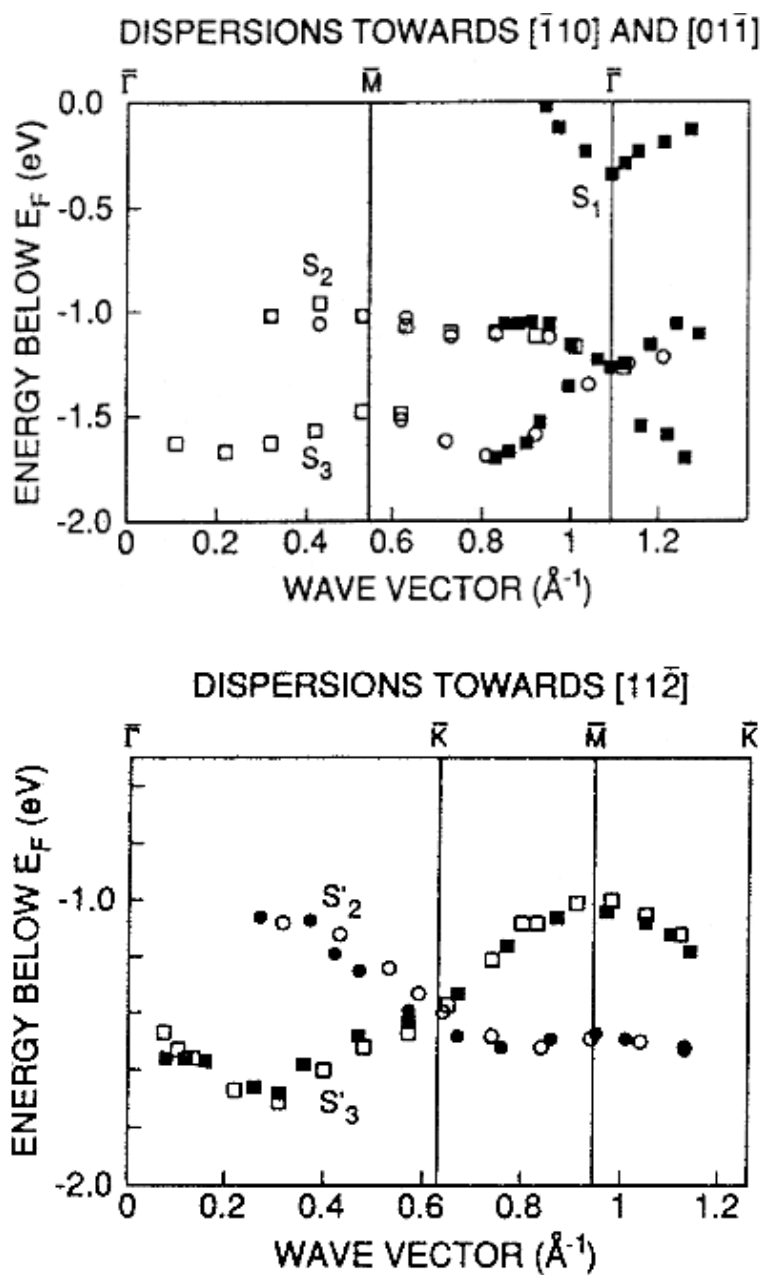 DISPERSIONS TOWARDS [1̄10] AND [011̄]
Γ̄ M̄ Γ̄
0.0
-0.5
-1.0
-1.5
-2.0
ENERGY BELOW E_F (eV)
S₁
S₂
S₃
0 0.2 0.4 0.6 0.8 1 1.2
WAVE VECTOR (Å⁻¹)
DISPERSIONS TOWARDS [112̄]
Γ̄ K̄ M̄ K̄
-1.0
-2.0
ENERGY BELOW E_F (eV)
S'₂
S'₃
0 0.2 0.4 0.6 0.8 1 1.2
WAVE VECTOR (Å⁻¹)